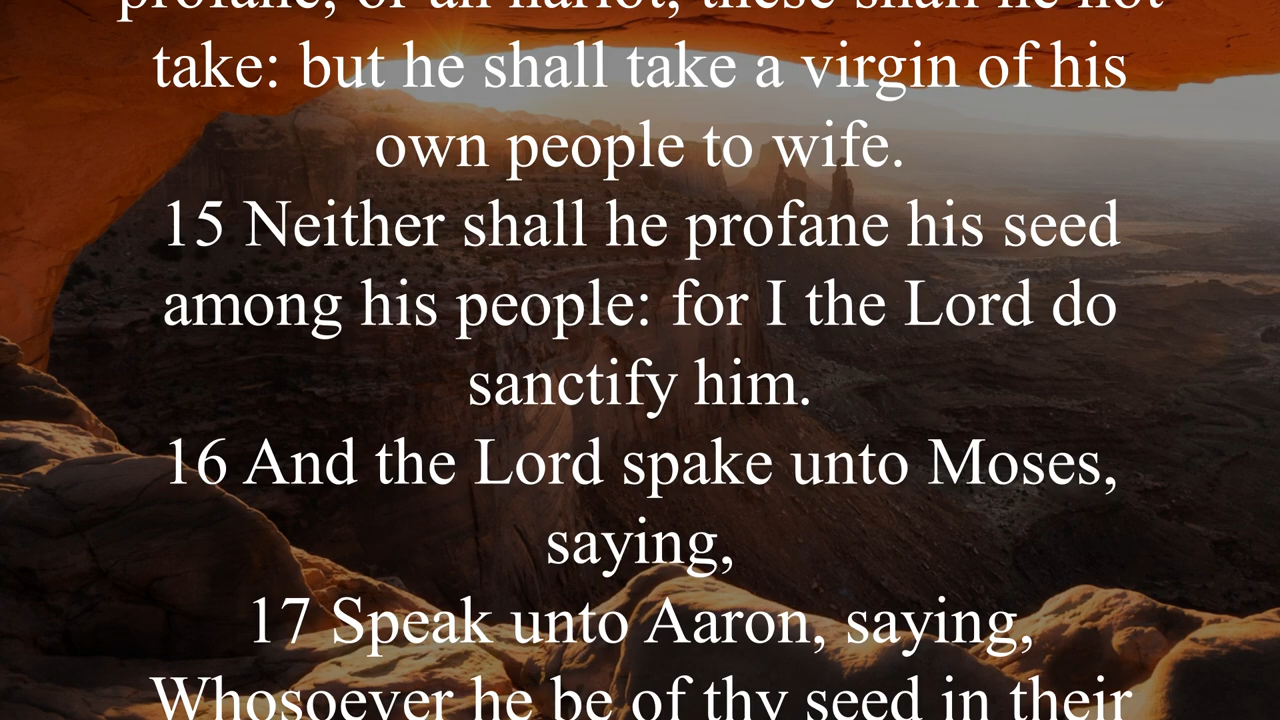 profane, or an harlot, these shall he not
take: but he shall take a virgin of his
own people to wife.
15 Neither shall he profane his seed
among his people: for I the Lord do
sanctify him.
16 And the Lord spake unto Moses,
saying,
17 Speak unto Aaron, saying,
Whosoever he be of thy seed in their